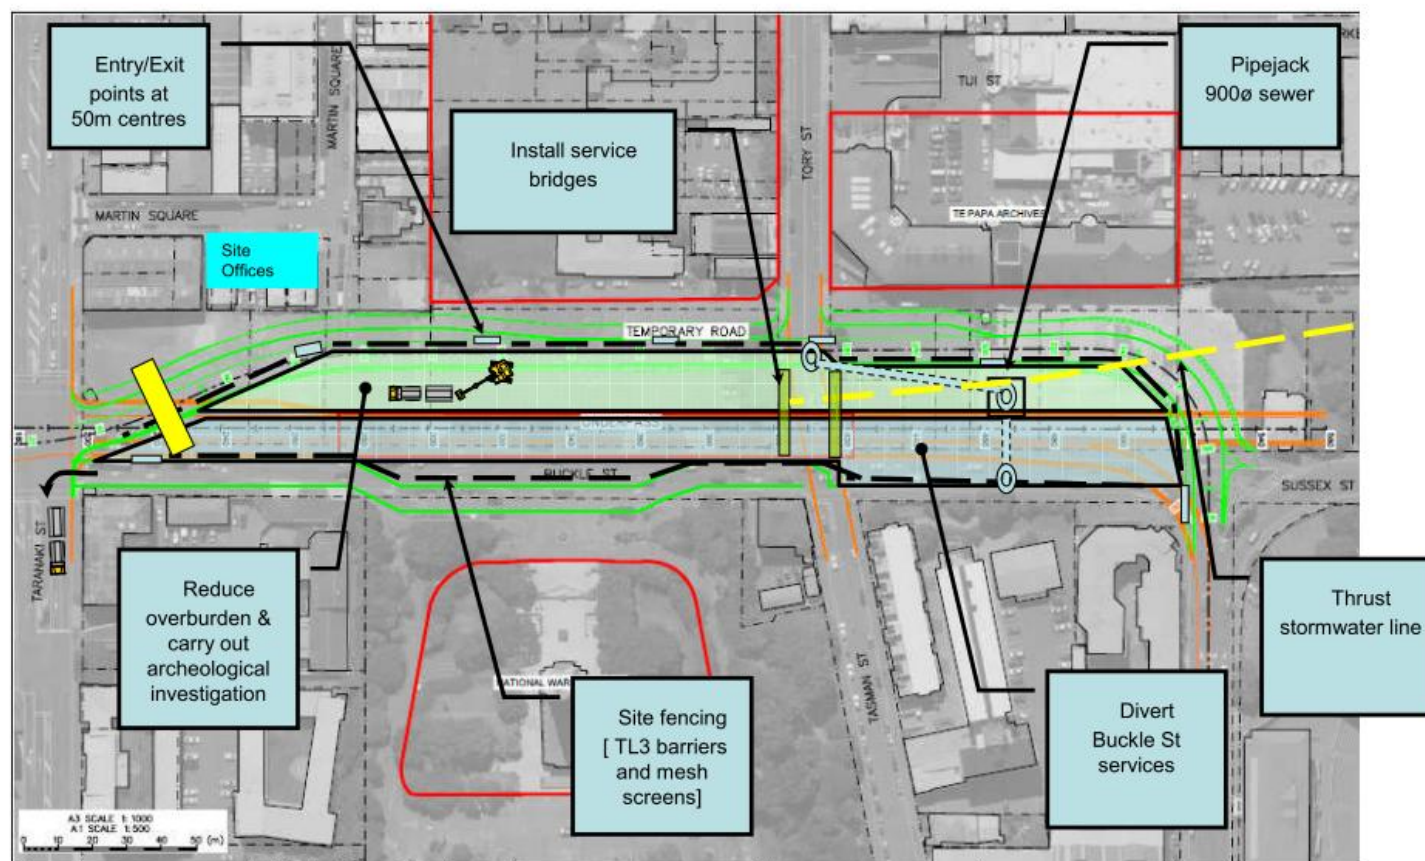 Entry/Exit
points at
50m centres
MARTIN SQUARE
Install service
bridges
TORY ST
TUI ST
Pipejack
900ø sewer
MARTIN SQUARE
TE PAPA ARCHIVES
Site
Offices
TEMPORARY ROAD
UNDERPASS
BUCKLE ST
SUSSEX ST
TARANAKI ST
Reduce
overburden &
carry out
archeological
investigation
NATIONAL WAR
Site fencing
[ TL3 barriers
and mesh
screens]
TASMAN ST
Divert
Buckle St
services
Thrust
stormwater line
A3 SCALE 1: 1000
A1 SCALE 1:500
0 10 20 30 40 50 (m)